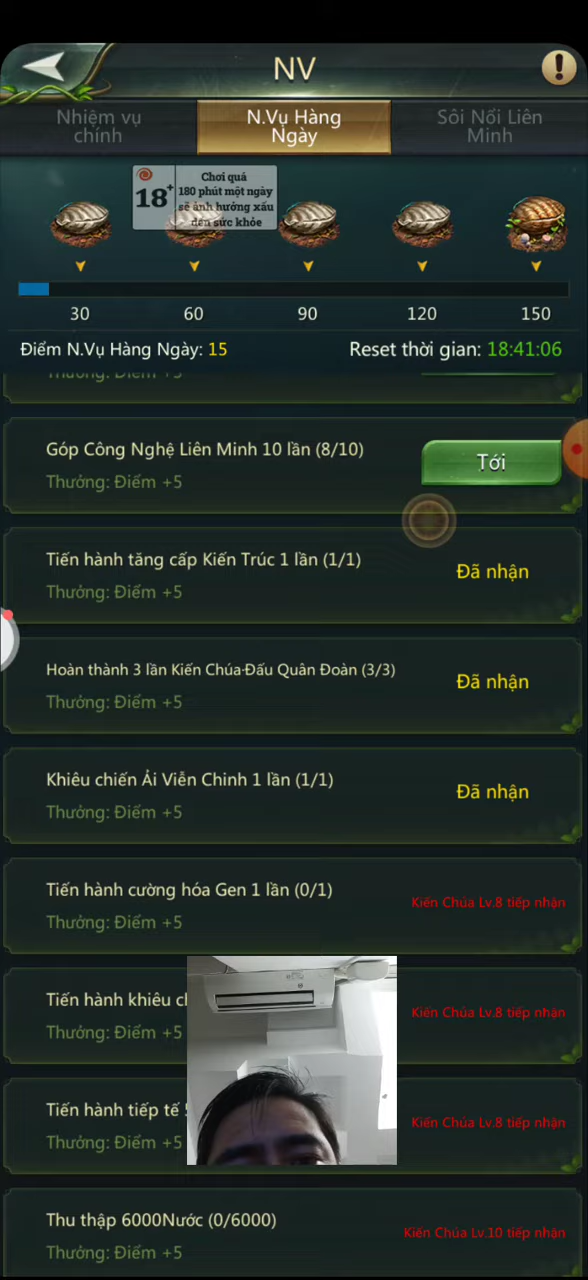 NV
Nhiệm vụ
chính
N.Vụ Hàng
Ngày
Sôi Nổi Liên
Minh
18+
Chơi quá
180 phút một ngày
sẽ ảnh hưởng xấu
đến sức khỏe
30
60
90
120
150
Điểm N.Vụ Hàng Ngày: 15
Reset thời gian: 18:41:06
Thưởng: Điểm +5
Góp Công Nghệ Liên Minh 10 lần (8/10)
Thưởng: Điểm +5
Tới
Tiến hành tăng cấp Kiến Trúc 1 lần (1/1)
Thưởng: Điểm +5
Đã nhận
Hoàn thành 3 lần Kiến Chúa·Đấu Quân Đoàn (3/3)
Thưởng: Điểm +5
Đã nhận
Khiêu chiến Ải Viễn Chinh 1 lần (1/1)
Thưởng: Điểm +5
Đã nhận
Tiến hành cường hóa Gen 1 lần (0/1)
Thưởng: Điểm +5
Kiến Chúa Lv.8 tiếp nhận
Tiến hành khiêu
Thưởng: Điểm +5
Kiến Chúa Lv.8 tiếp nhận
Tiến hành tiếp tế
Thưởng: Điểm +5
Kiến Chúa Lv.8 tiếp nhận
Thu thập 6000Nước (0/6000)
Thưởng: Điểm +5
Kiến Chúa Lv.10 tiếp nhận